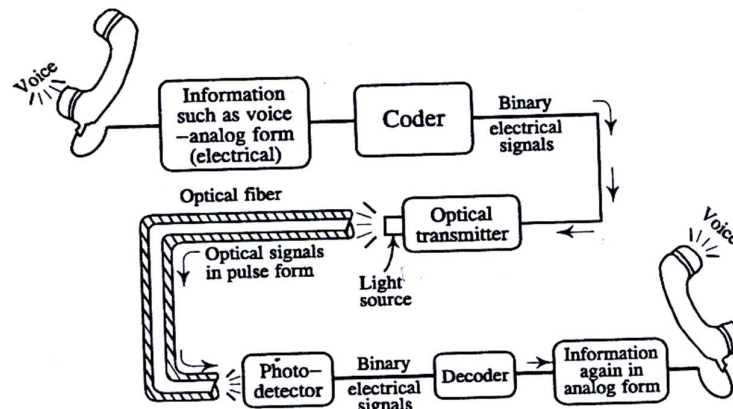 Voice
Information
such as voice
–analog form
(electrical)
Coder
Binary
electrical
signals
Optical fiber
Optical
transmitter
Optical signals
in pulse form
Light
source
Voice
Photo-
detector
Binary
electrical
signals
Decoder
Information
again in
analog form